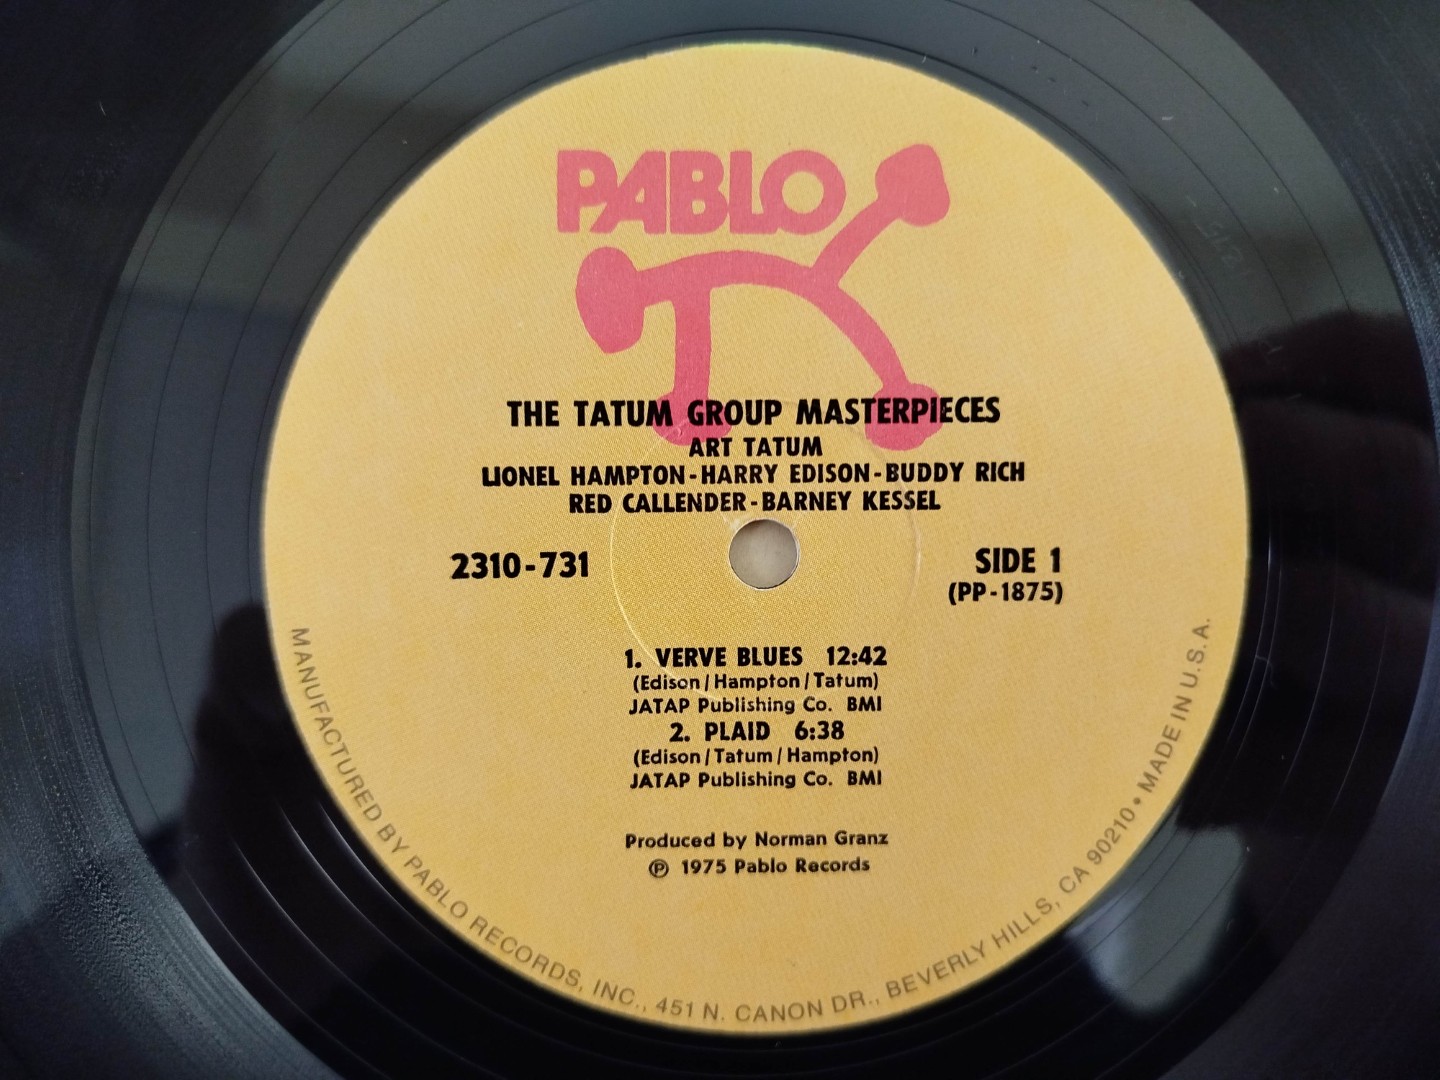 PABLO
THE TATUM GROUP MASTERPIECES
ART TATUM
LIONEL HAMPTON-HARRY EDISON-BUDDY RICH
RED CALLENDER-BARNEY KESSEL
2310-731
SIDE 1
(PP-1875)
1. VERVE BLUES 12:42
(Edison/Hampton/Tatum)
JATAP Publishing Co. BMI
2. PLAID 6:38
(Edison/Tatum/Hampton)
JATAP Publishing Co. BMI
Produced by Norman Granz
℗ 1975 Pablo Records
MANUFACTURED BY PABLO RECORDS, INC., 451 N. CANON DR., BEVERLY HILLS, CA 90210 • MADE IN U.S.A.